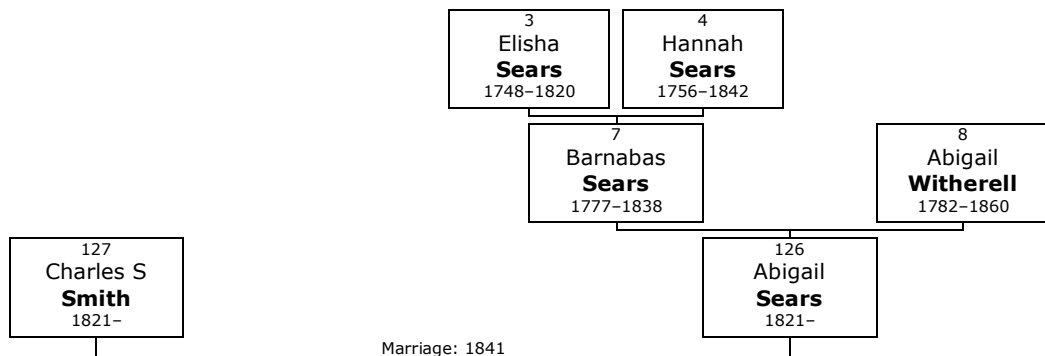 3
Elisha
Sears
1748–1820
4
Hannah
Sears
1756–1842
7
Barnabas
Sears
1777–1838
8
Abigail
Witherell
1782–1860
127
Charles S
Smith
1821–
126
Abigail
Sears
1821–
Marriage: 1841